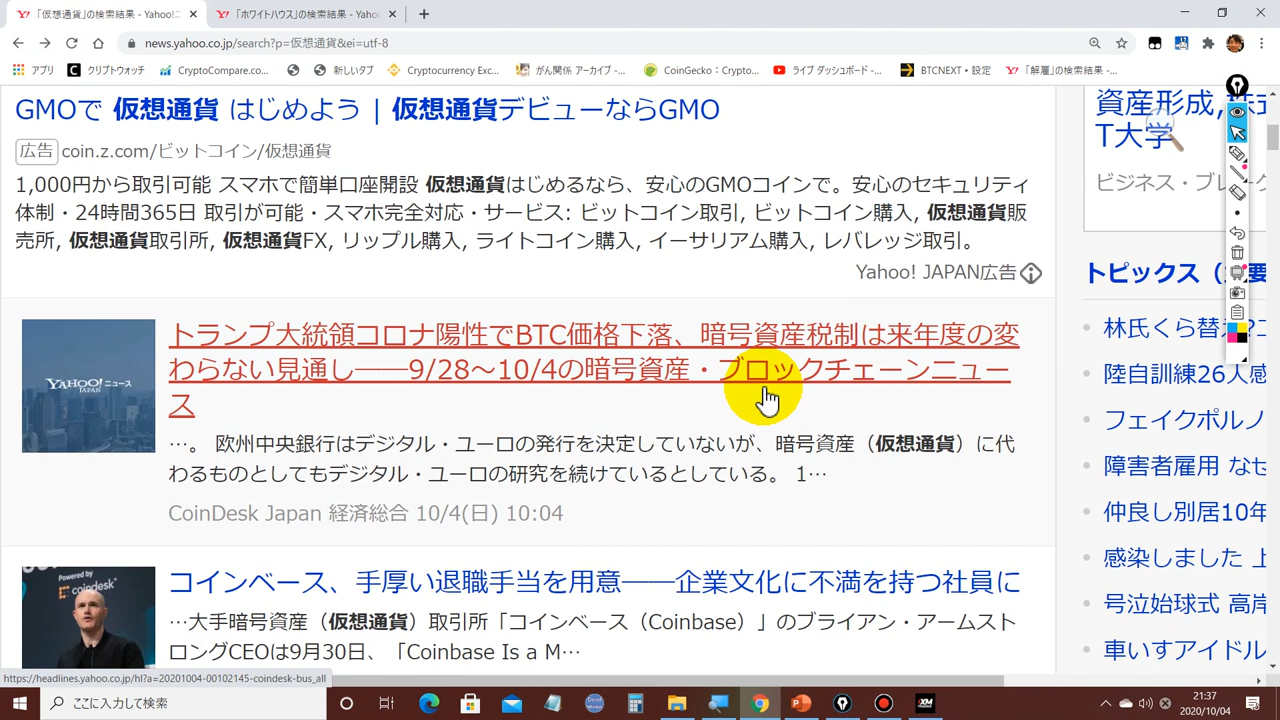 「仮想通貨」の検索結果 - Yahoo!ニ
「ホワイトハウス」の検索結果 - Yahoo
news.yahoo.co.jp/search?p=仮想通貨&ei=utf-8
アプリ
クリプトウォッチ
CryptoCompare.co...
新しいタブ
Cryptocurrency Exc...
がん関係 アーカイブ -...
CoinGecko：Cryptо...
ライブ ダッシュボード -...
BTCNEXT・設定
「解雇」の検索結果 -...
GMOで 仮想通貨 はじめよう | 仮想通貨デビューならGMO
広告 coin.z.com/ビットコイン/仮想通貨
1,000円から取引可能 スマホで簡単口座開設 仮想通貨はじめるなら、安心のGMOコインで。安心のセキュリティ
体制・24時間365日 取引が可能・スマホ完全対応・サービス: ビットコイン取引, ビットコイン購入, 仮想通貨販
売所, 仮想通貨取引所, 仮想通貨FX, リップル購入, ライトコイン購入, イーサリアム購入, レバレッジ取引。
Yahoo! JAPAN広告
YAHOO! ニュース
JAPAN
トランプ大統領コロナ陽性でBTC価格下落、暗号資産税制は来年度の変
わらない見通し——9/28～10/4の暗号資産・ブロックチェーンニュー
ス
…。 欧州中央銀行はデジタル・ユーロの発行を決定していないが、暗号資産（仮想通貨）に代
わるものとしてもデジタル・ユーロの研究を続けているとしている。 1…
CoinDesk Japan 経済総合 10/4(日) 10:04
Powered by
coindesk
コインベース、手厚い退職手当を用意——企業文化に不満を持つ社員に
…大手暗号資産（仮想通貨）取引所「コインベース（Coinbase）」のブライアン・アームスト
ロングCEOは9月30日、「Coinbase Is a M…
資産形成,株式
T大学
ビジネス・ブレーク
トピックス（主要
林氏くら替え?コ
陸自訓練26人感
フェイクポルノ
障害者雇用 なぜ
仲良し別居10年
感染しました 上
号泣始球式 高岸
車いすアイドル
https://headlines.yahoo.co.jp/hl?a=20201004-00102145-coindesk-bus_all
ここに入力して検索
21:37
2020/10/04